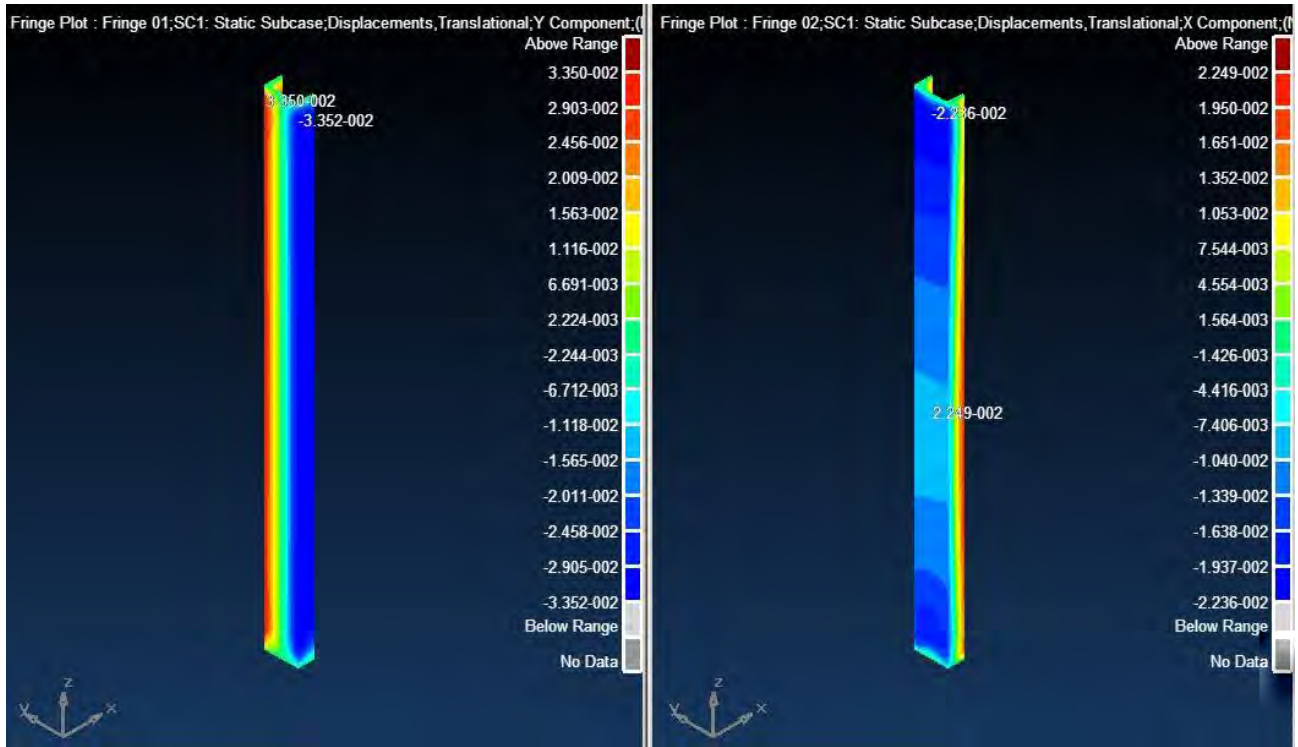 Fringe Plot : Fringe 01;SC1: Static Subcase;Displacements,Translational;Y Component;(
Above Range
3.350-002
2.903-002
2.456-002
2.009-002
1.563-002
1.116-002
6.691-003
2.224-003
-2.244-003
-6.712-003
-1.118-002
-1.565-002
-2.011-002
-2.458-002
-2.905-002
-3.352-002
Below Range
No Data
3.350-002
-3.352-002
z
y
x
Fringe Plot : Fringe 02;SC1: Static Subcase;Displacements,Translational;X Component;(
Above Range
2.249-002
1.950-002
1.651-002
1.352-002
1.053-002
7.544-003
4.554-003
1.564-003
-1.426-003
-4.416-003
-7.406-003
-1.040-002
-1.339-002
-1.638-002
-1.937-002
-2.236-002
Below Range
No Data
-2.236-002
2.249-002
z
y
x